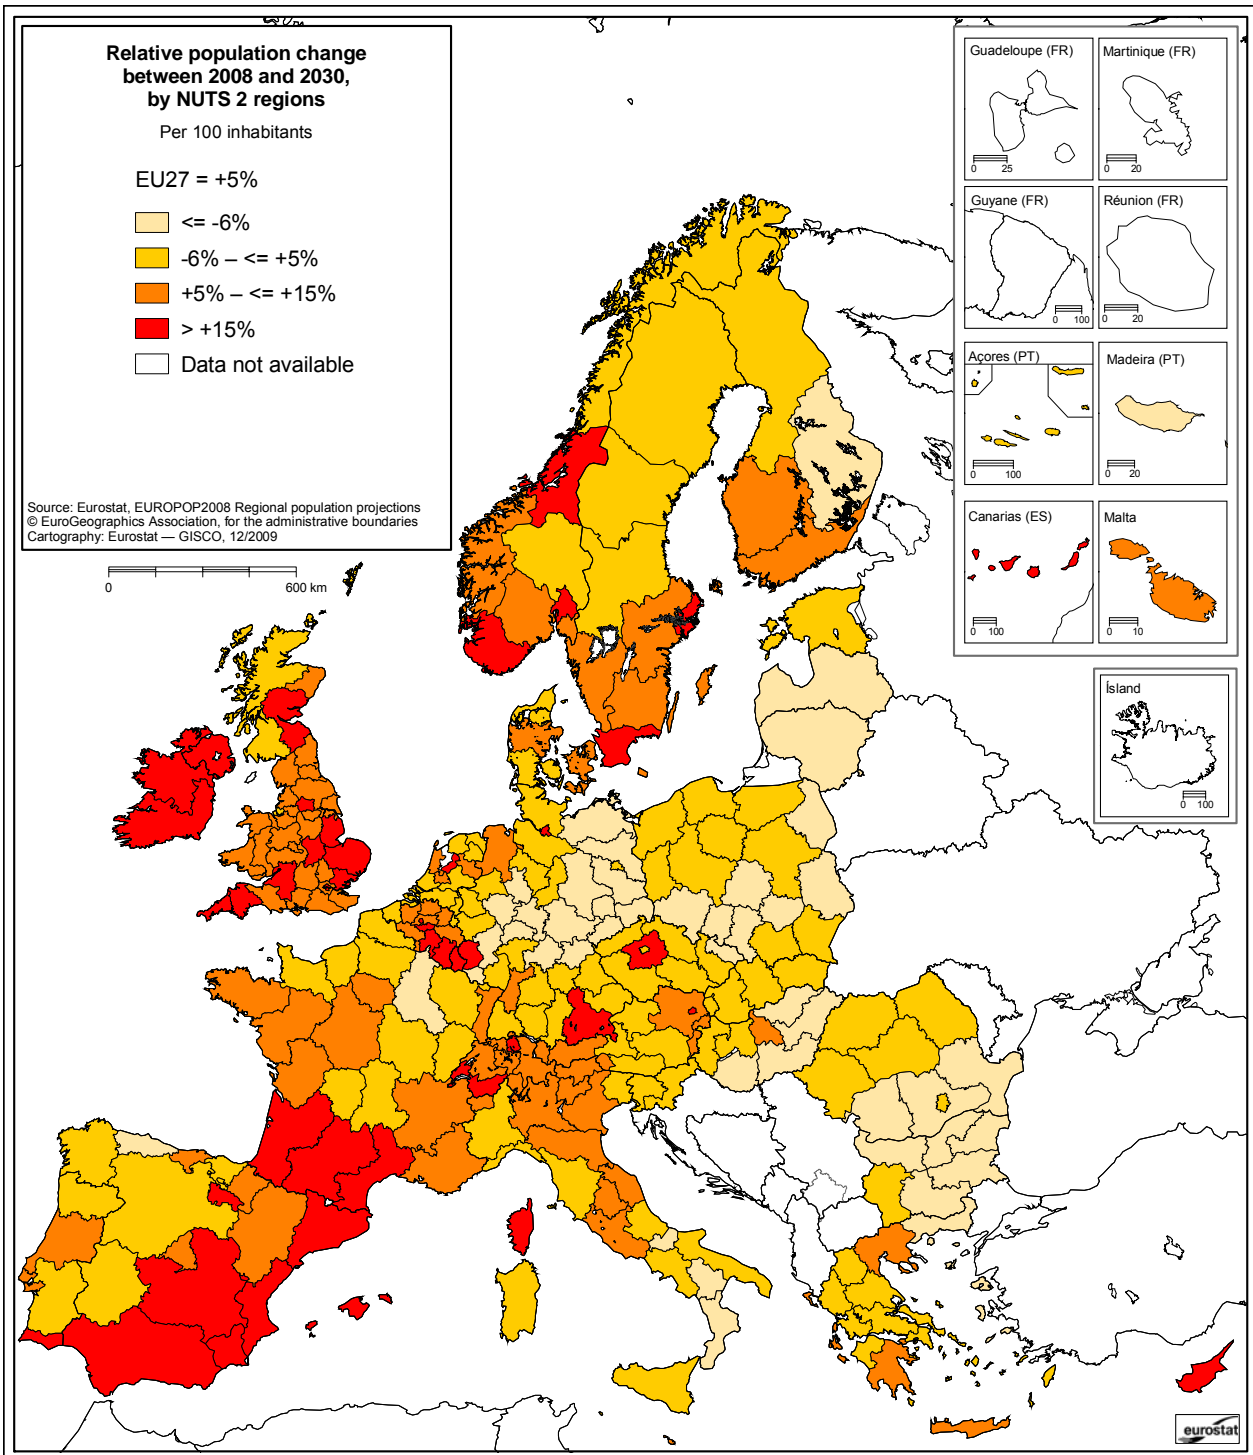 Relative population change
between 2008 and 2030,
by NUTS 2 regions
Per 100 inhabitants
EU27 = +5%
<= -6%
-6% – <= +5%
+5% – <= +15%
> +15%
Data not available
Source: Eurostat, EUROPOP2008 Regional population projections
© EuroGeographics Association, for the administrative boundaries
Cartography: Eurostat — GISCO, 12/2009
0 600 km
Guadeloupe (FR)
0 25
Martinique (FR)
0 20
Guyane (FR)
0 100
Réunion (FR)
0 20
Açores (PT)
0 100
Madeira (PT)
0 20
Canarias (ES)
0 100
Malta
0 10
Ísland
0 100
eurostat